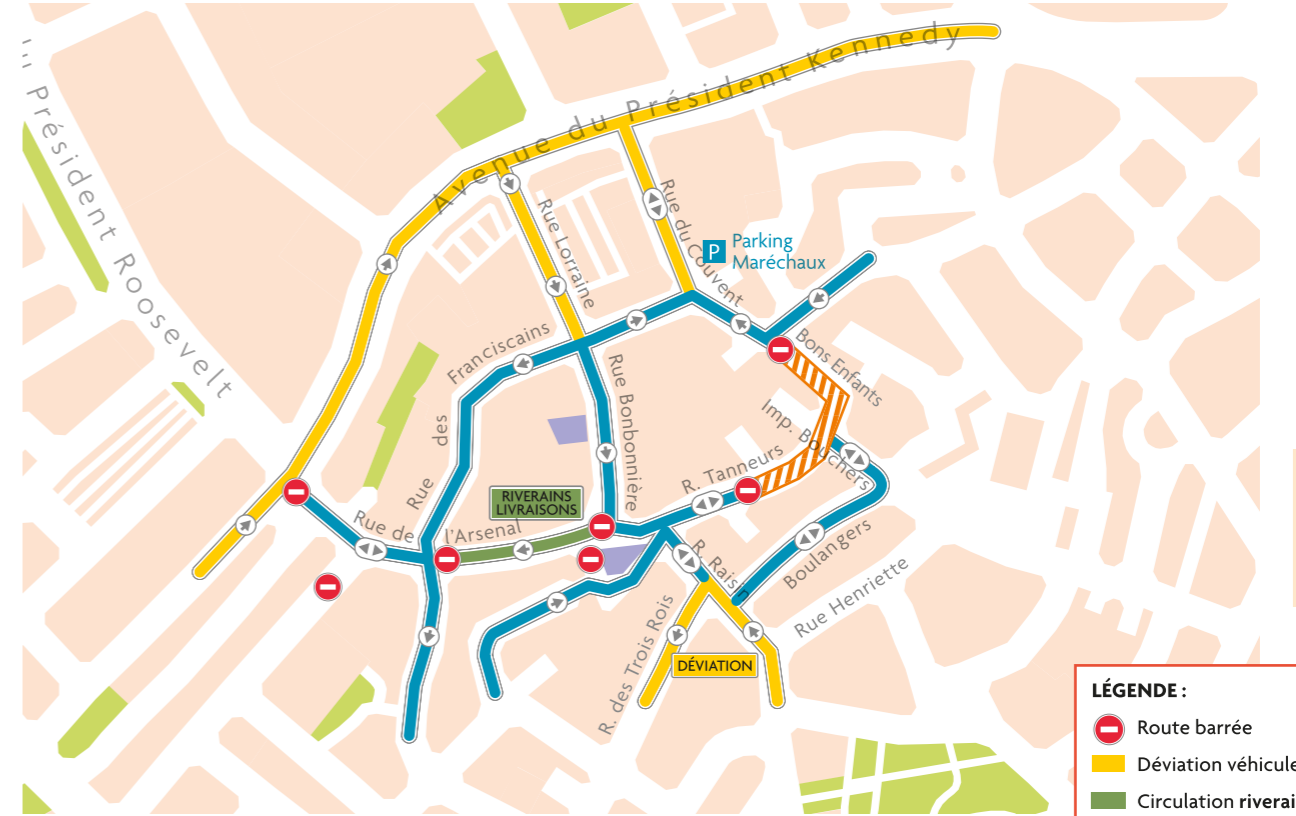 Président Roosevelt
Avenue du Président Kennedy
Rue Lorraine
Rue du Couvent
P Parking
Maréchaux
Rue des Franciscains
Rue Bonbonnière
Bons Enfants
Imp. Bouchers
R. Tanneurs
RIVERAINS
LIVRAISONS
Rue de l'Arsenal
R. Raisin
Boulangers
Rue Henriette
R. des Trois Rois
DÉVIATION
LÉGENDE :
Route barrée
Déviation véhicule
Circulation riverai